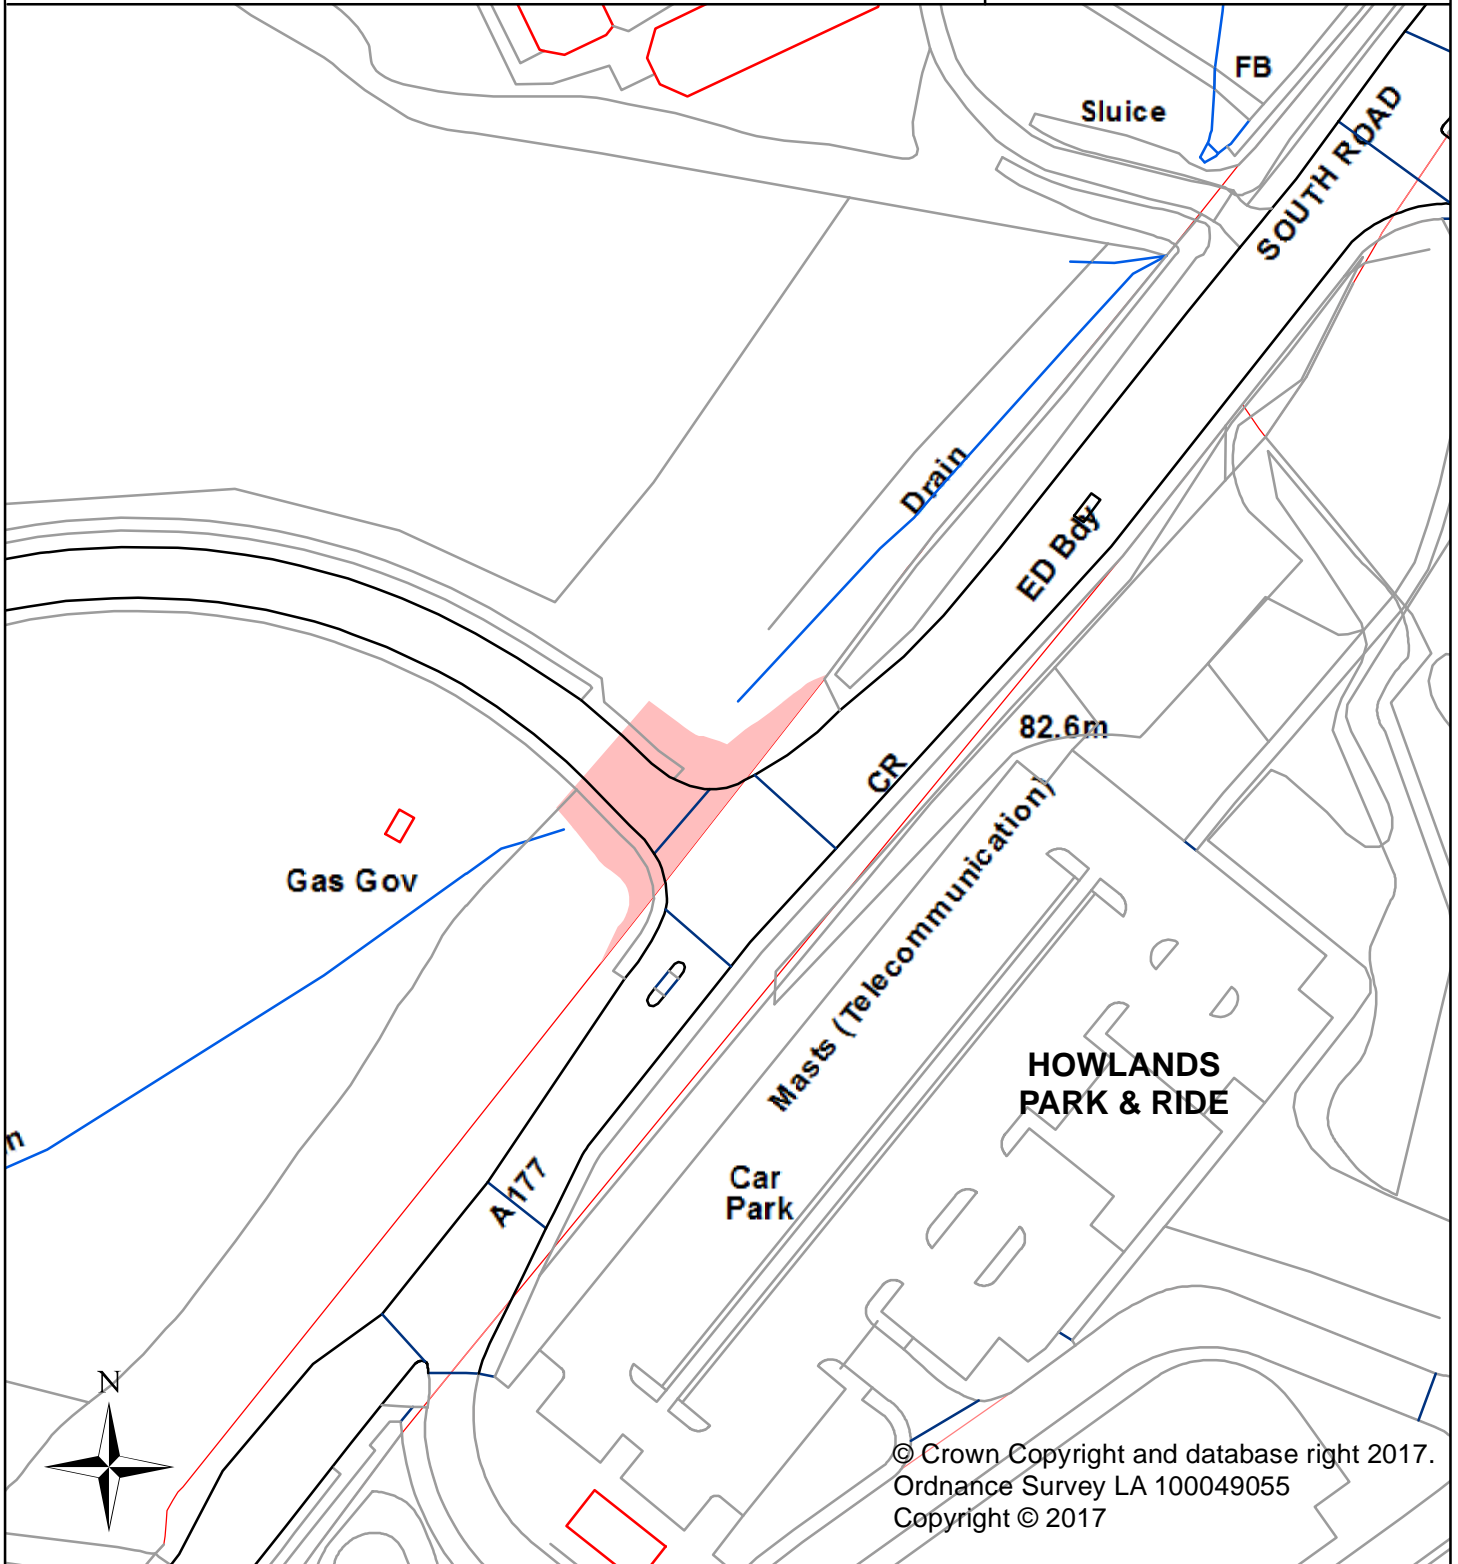 FB
Sluice
SOUTH ROAD
Drain
ED Bdy
82.6m
CR
Gas Gov
Masts (Telecommunication)
HOWLANDS
PARK & RIDE
n
A 177
Car
Park
N
© Crown Copyright and database right 2017.
Ordnance Survey LA 100049055
Copyright © 2017